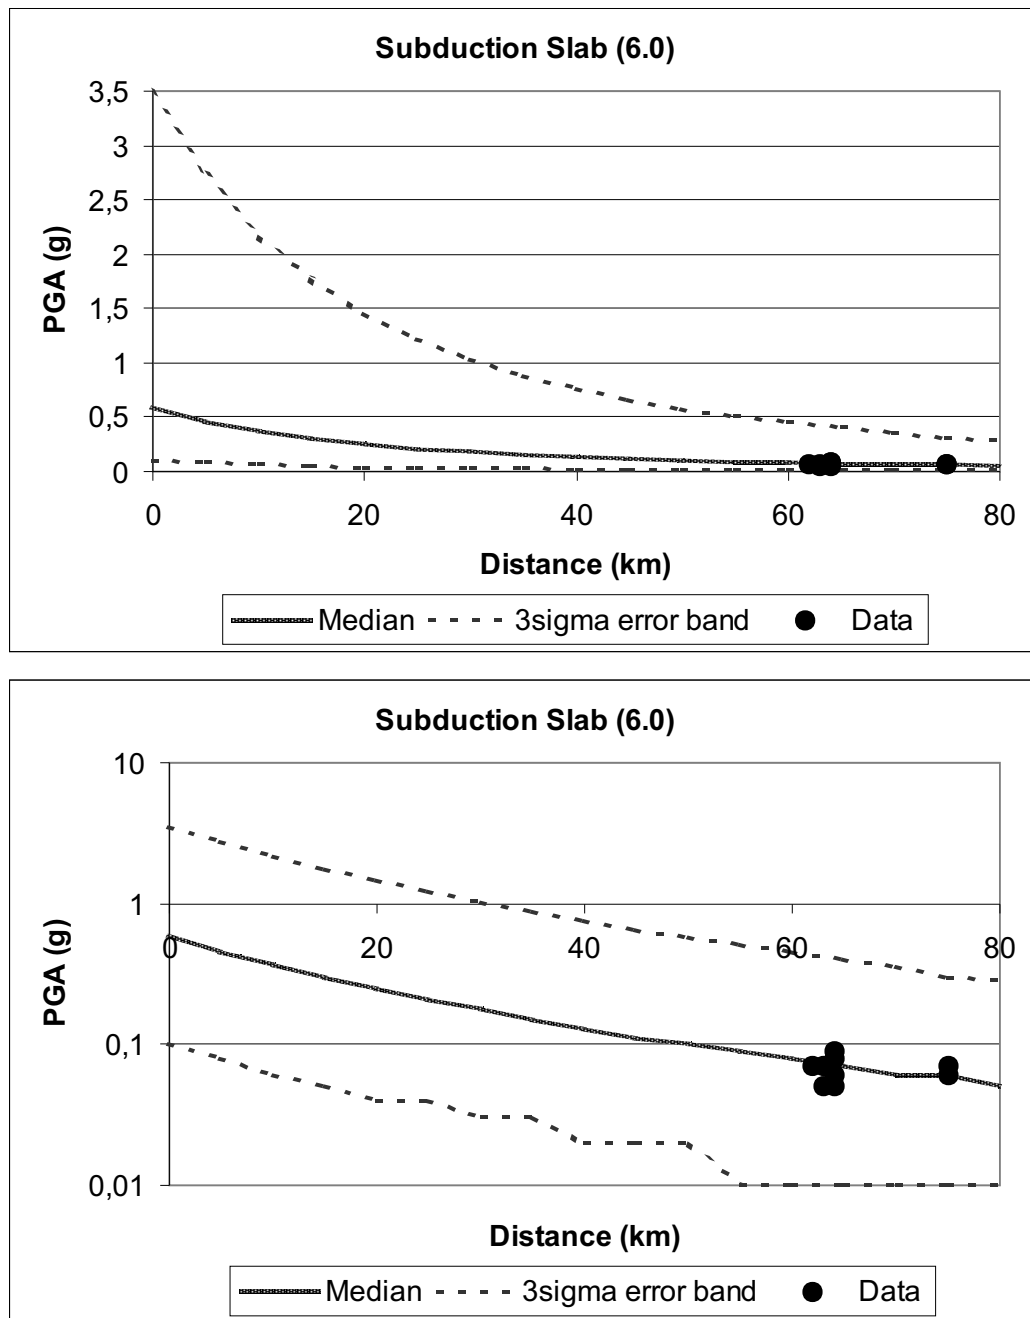 Subduction Slab (6.0)
3,5
3
2,5
2
1,5
1
0,5
0
PGA (g)
0 20 40 60 80
Distance (km)
Median 3sigma error band Data
Subduction Slab (6.0)
10
1
0,1
0,01
PGA (g)
0 20 40 60 80
Distance (km)
Median 3sigma error band Data